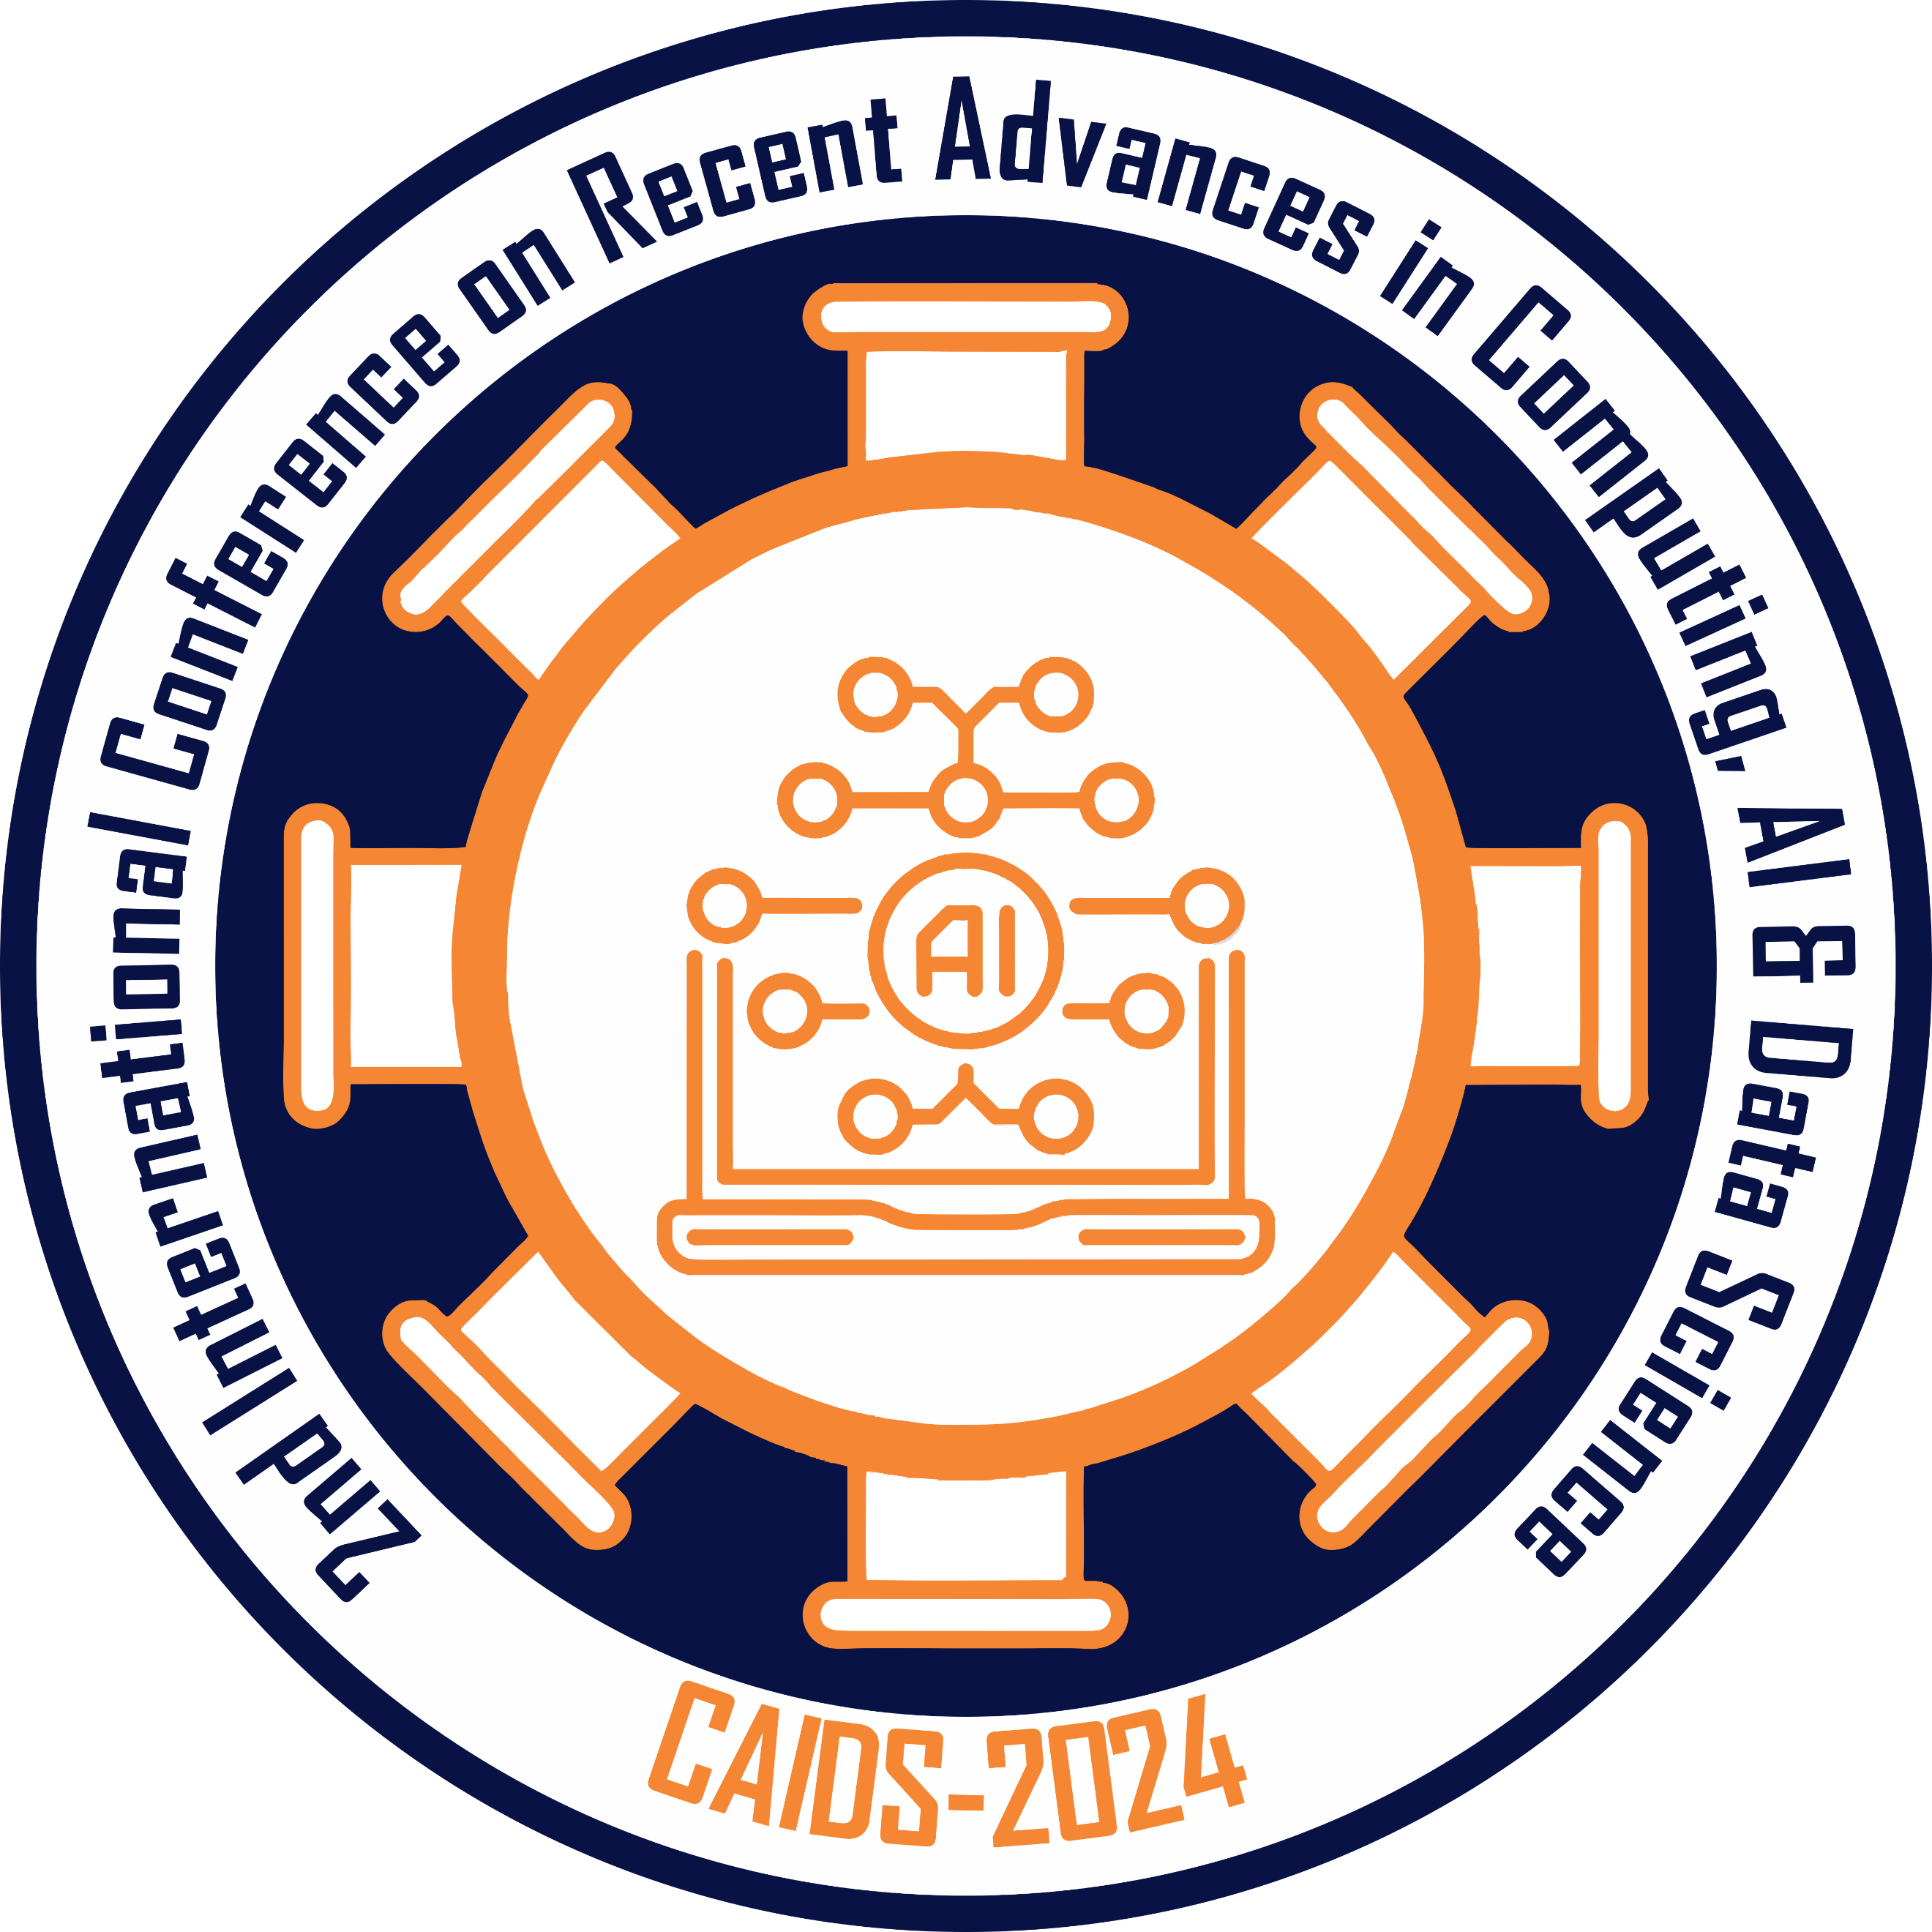 2nd International Conference on Recent Advances in Computing, AI & Data Science
CAIDS-2024
AI